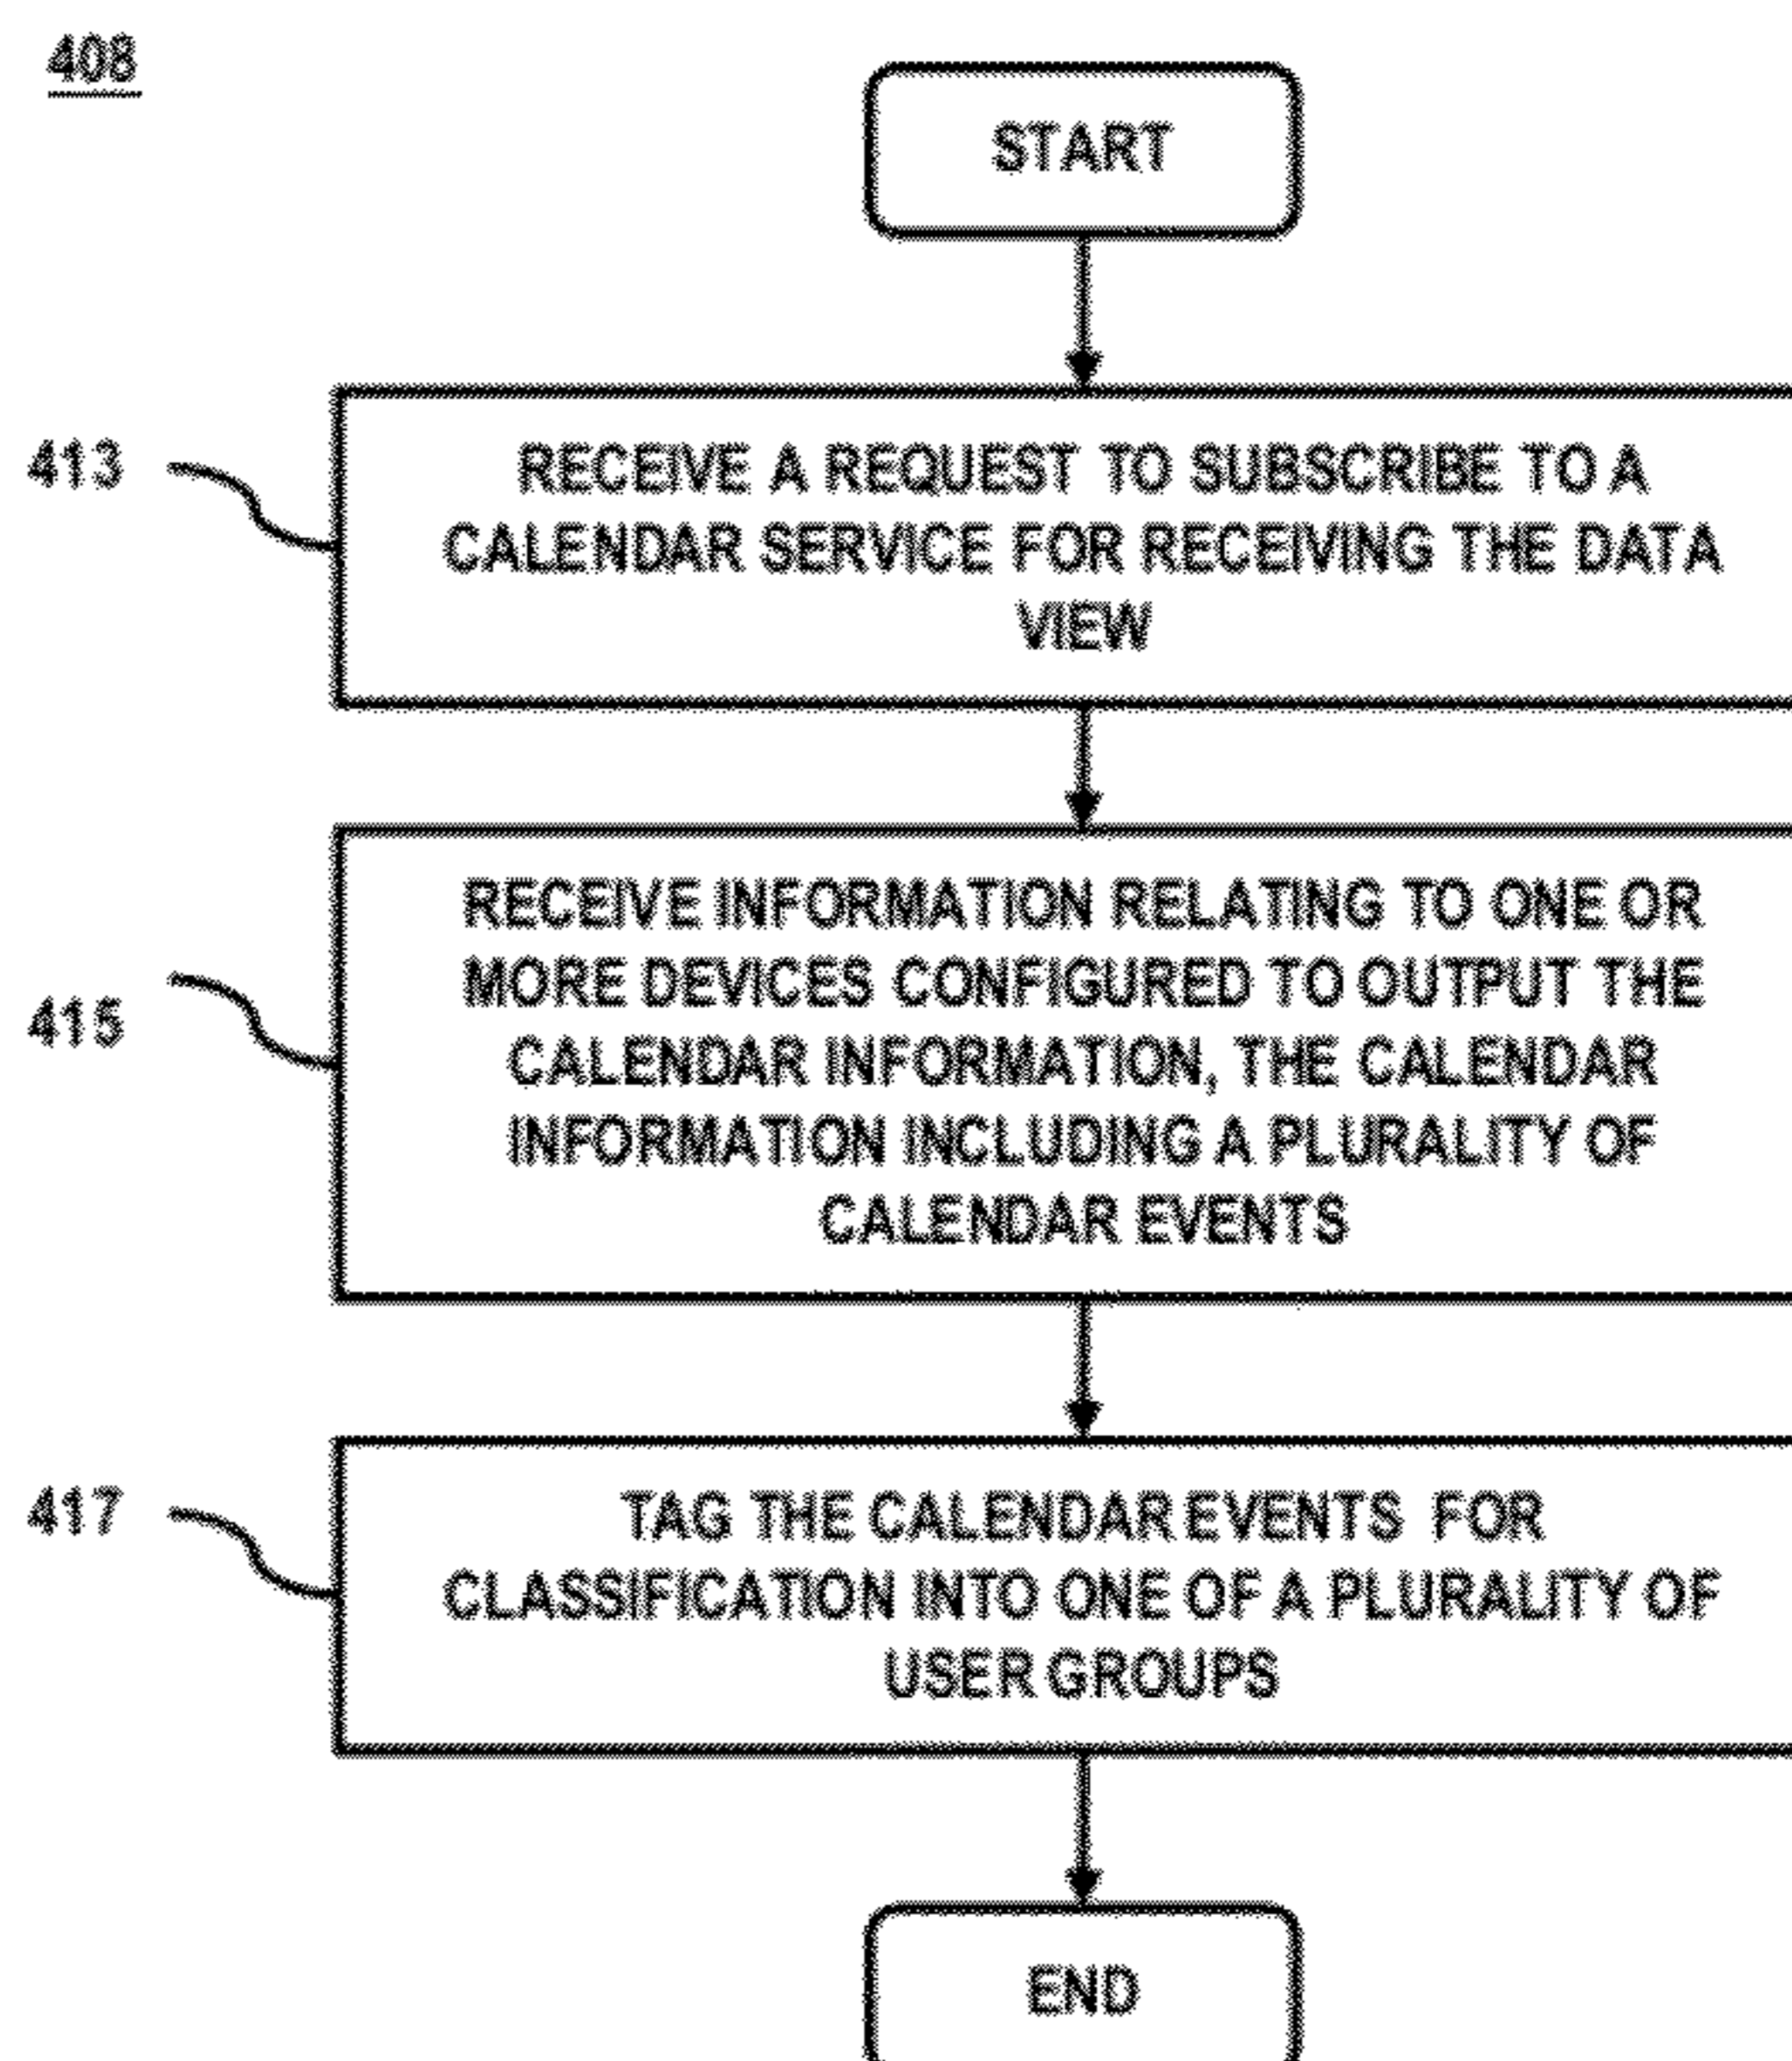 408
START
413
RECEIVE A REQUEST TO SUBSCRIBE TO A
CALENDAR SERVICE FOR RECEIVING THE DATA
VIEW
415
RECEIVE INFORMATION RELATING TO ONE OR
MORE DEVICES CONFIGURED TO OUTPUT THE
CALENDAR INFORMATION, THE CALENDAR
INFORMATION INCLUDING A PLURALITY OF
CALENDAR EVENTS
417
TAG THE CALENDAR EVENTS FOR
CLASSIFICATION INTO ONE OF A PLURALITY OF
USER GROUPS
END